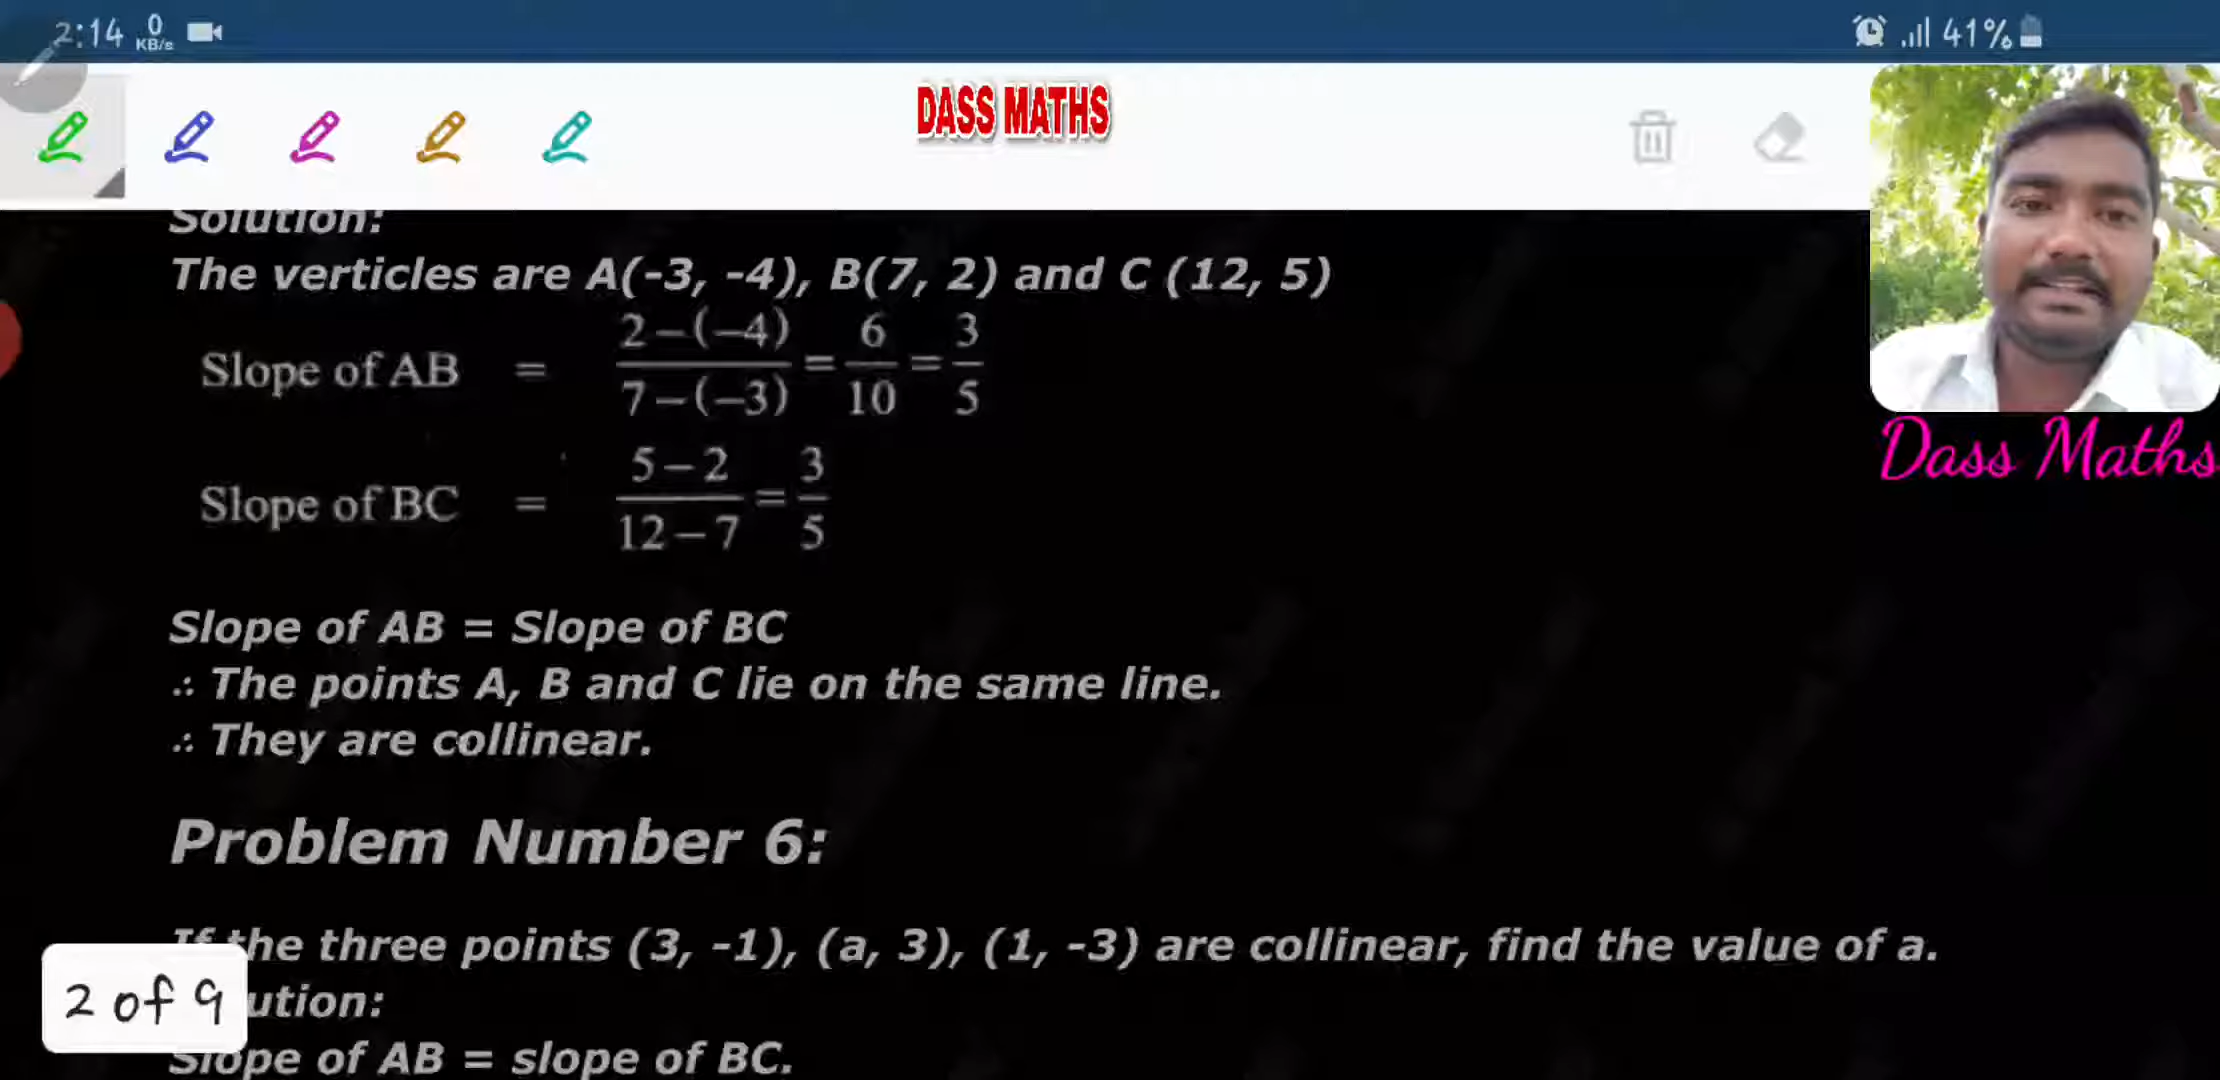 2:14 0 KB/s 41%
DASS MATHS
Solution:
The verticles are A(-3, -4), B(7, 2) and C (12, 5)
Slope of AB = 2−(−4) / 7−(−3) = 6/10 = 3/5
Dass Maths
Slope of BC = 5−2 / 12−7 = 3/5
Slope of AB = Slope of BC
∴ The points A, B and C lie on the same line.
∴ They are collinear.
Problem Number 6:
If the three points (3, -1), (a, 3), (1, -3) are collinear, find the value of a.
2 of 9 ution:
Slope of AB = slope of BC.